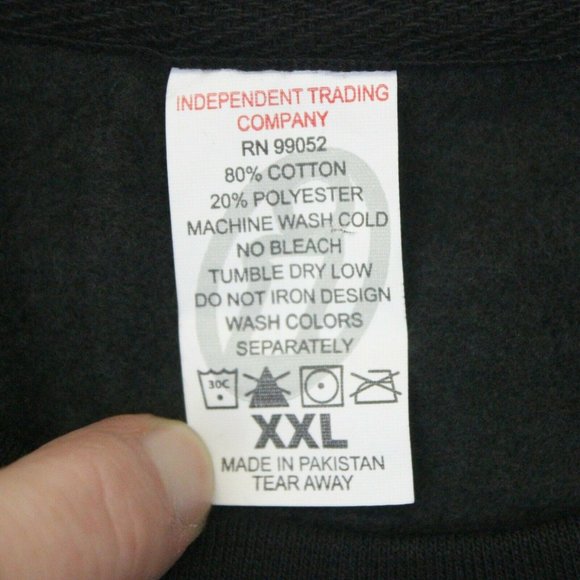 INDEPENDENT TRADING
COMPANY
RN 99052
80% COTTON
20% POLYESTER
MACHINE WASH COLD
NO BLEACH
TUMBLE DRY LOW
DO NOT IRON DESIGN
WASH COLORS
SEPARATELY
30C
XXL
MADE IN PAKISTAN
TEAR AWAY